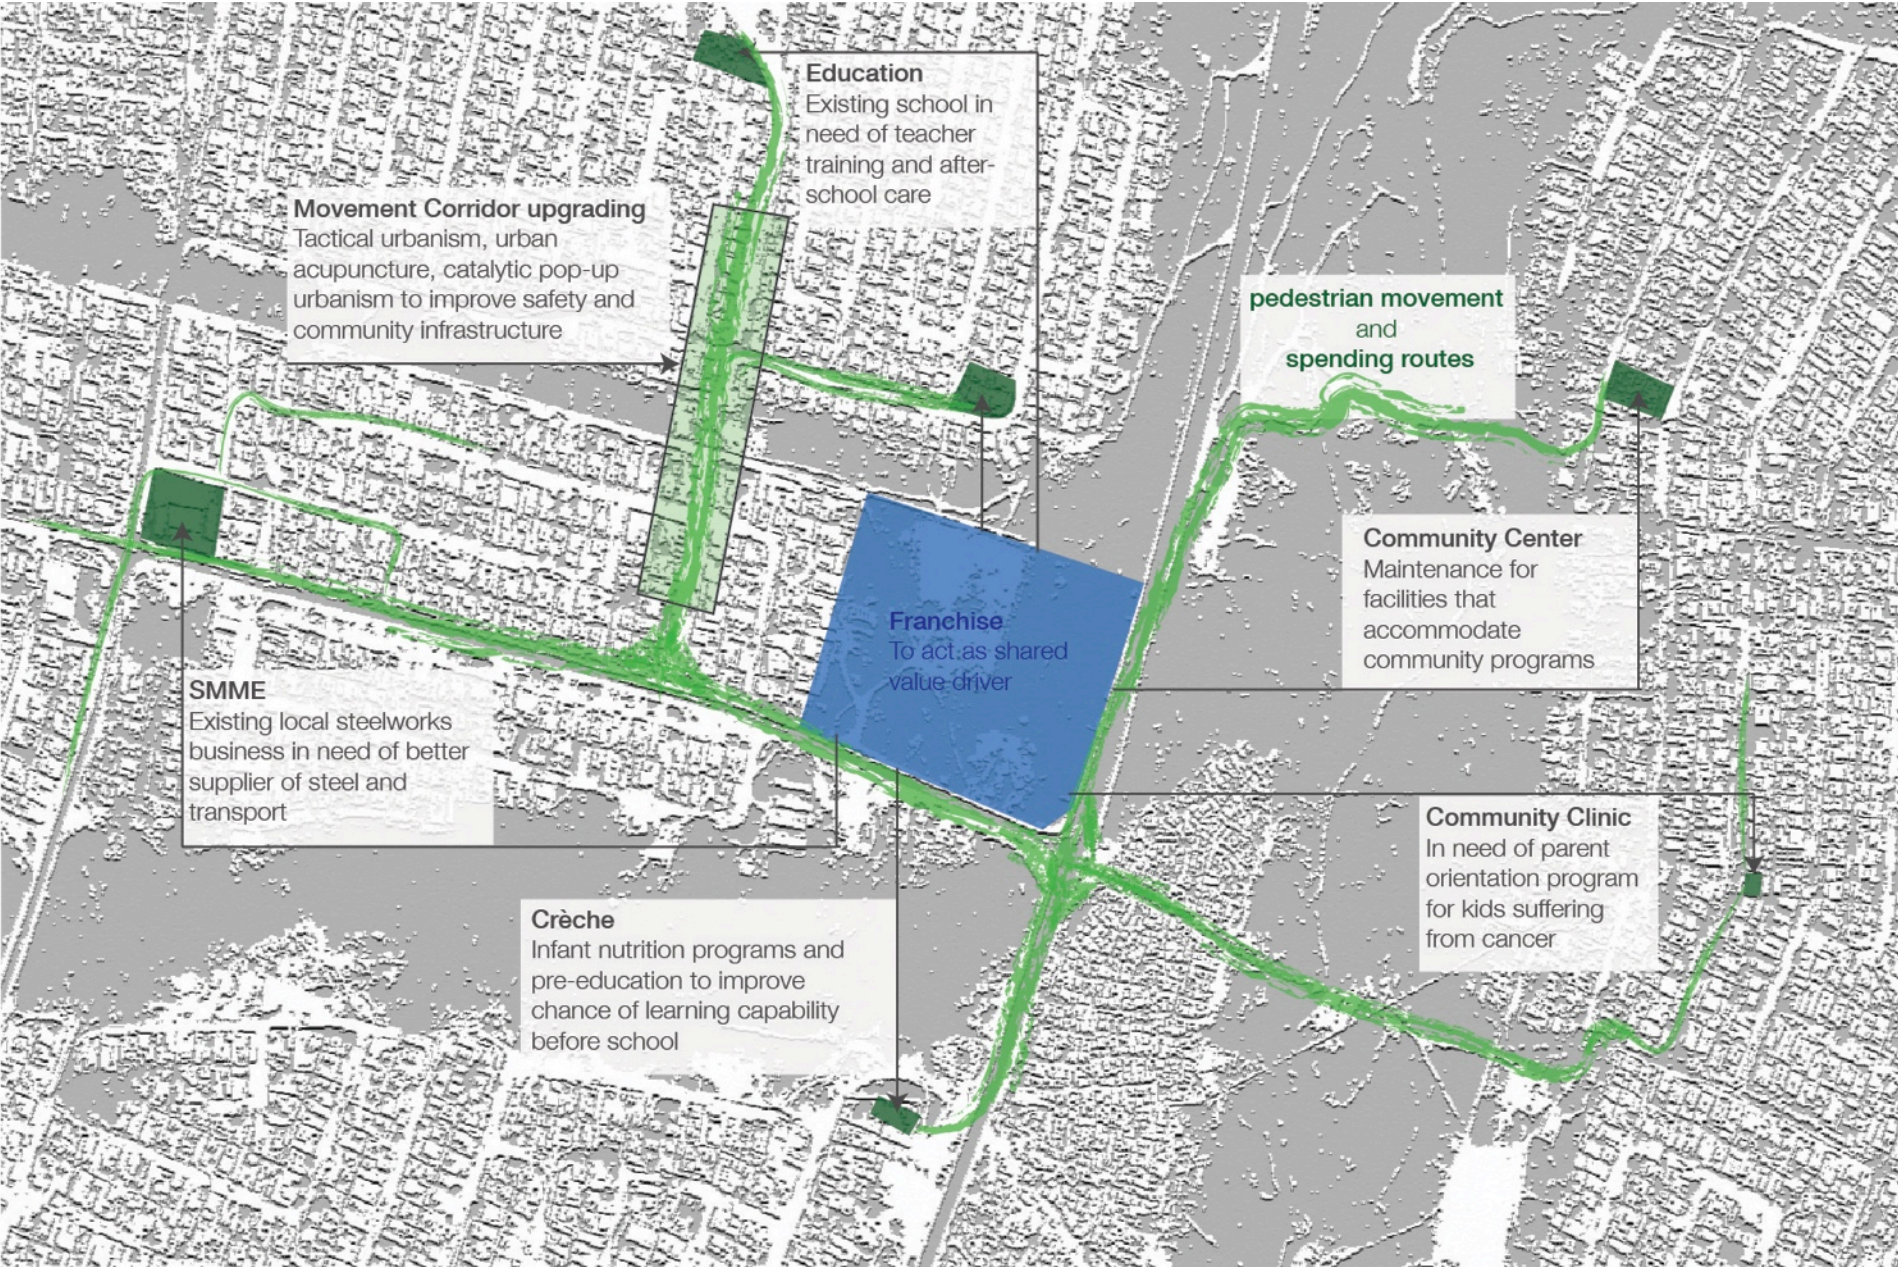 Education
Existing school in
need of teacher
training and after-
school care
Movement Corridor upgrading
Tactical urbanism, urban
acupuncture, catalytic pop-up
urbanism to improve safety and
community infrastructure
pedestrian movement
and
spending routes
Community Center
Maintenance for
facilities that
accommodate
community programs
Franchise
To act as shared
value driver
SMME
Existing local steelworks
business in need of better
supplier of steel and
transport
Community Clinic
In need of parent
orientation program
for kids suffering
from cancer
Crèche
Infant nutrition programs and
pre-education to improve
chance of learning capability
before school